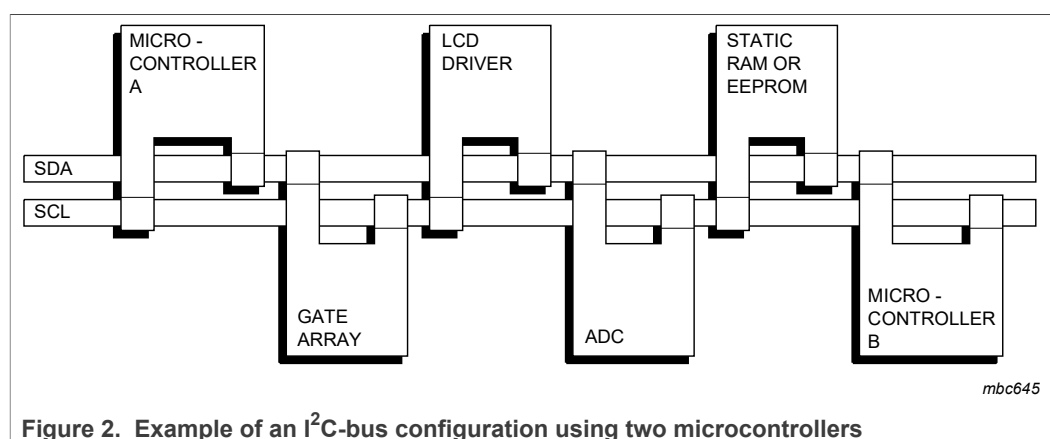 MICRO -
CONTROLLER
A
LCD
DRIVER
STATIC
RAM OR
EEPROM
SDA
SCL
GATE
ARRAY
ADC
MICRO -
CONTROLLER
B
mbc645
Figure 2. Example of an I²C-bus configuration using two microcontrollers